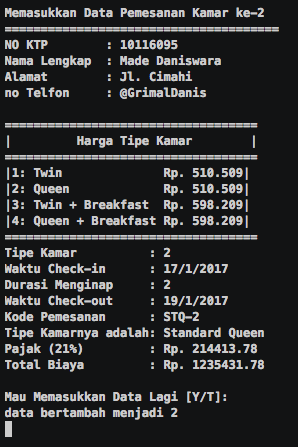 Memasukkan Data Pemesanan Kamar ke-2
======================================
NO KTP        : 10116095
Nama Lengkap  : Made Daniswara
Alamat        : Jl. Cimahi
no Telfon     : @GrimalDanis
===================================
|         Harga Tipe Kamar        |
===================================
|1: Twin              Rp. 510.509|
|2: Queen             Rp. 510.509|
|3: Twin + Breakfast  Rp. 598.209|
|4: Queen + Breakfast Rp. 598.209|
===================================
Tipe Kamar          : 2
Waktu Check-in      : 17/1/2017
Durasi Menginap     : 2
Waktu Check-out     : 19/1/2017
Kode Pemesanan      : STQ-2
Tipe Kamarnya adalah: Standard Queen
Pajak (21%)         : Rp. 214413.78
Total Biaya         : Rp. 1235431.78
Mau Memasukkan Data Lagi [Y/T]:
data bertambah menjadi 2